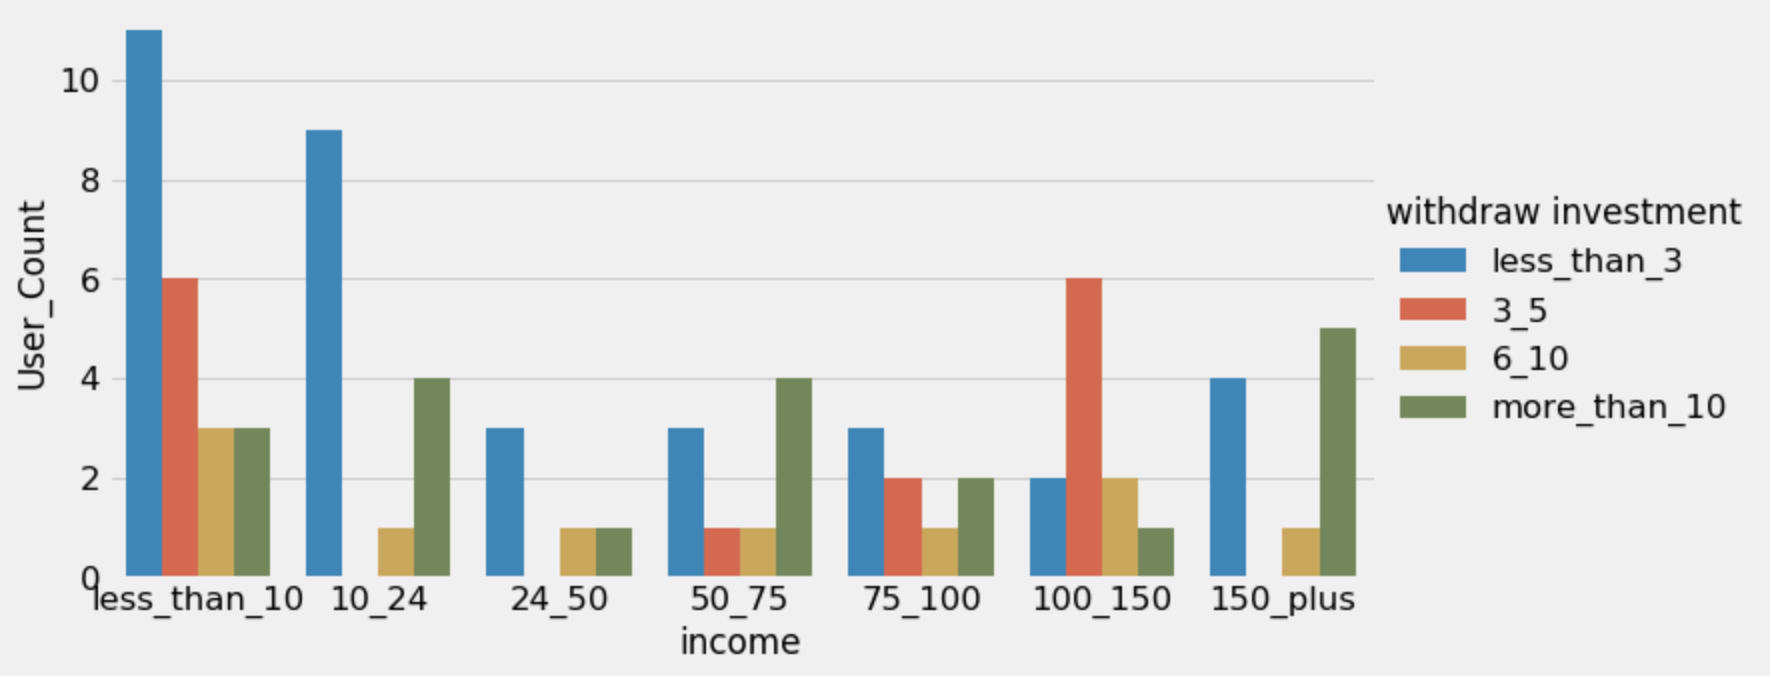 10
8
6
4
2
0
User_Count
less_than_10 10_24 24_50 50_75 75_100 100_150 150_plus
income
withdraw investment
less_than_3
3_5
6_10
more_than_10